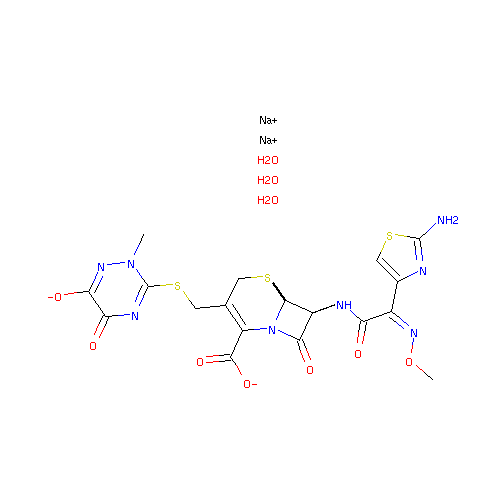 Na+
Na+
H2O
H2O
H2O
S NH2
N N S S
N NH N
-O N N
O O O N
O O O
O-